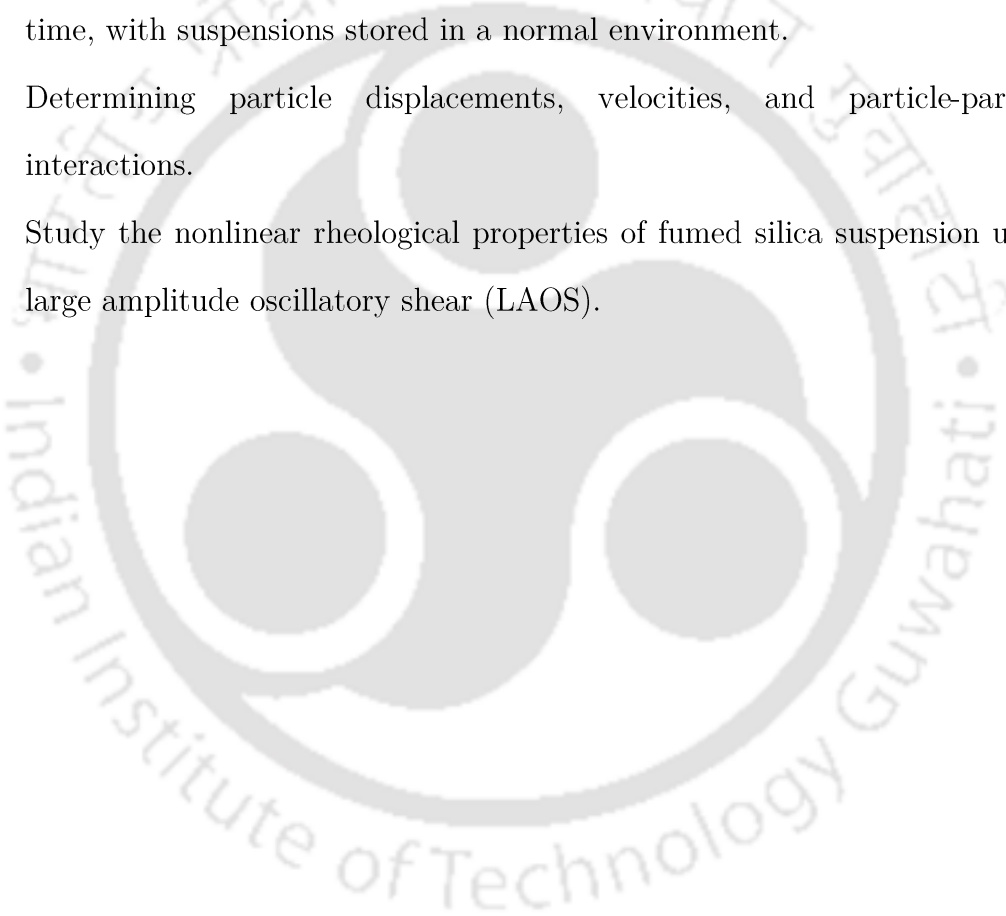 time, with suspensions stored in a normal environment.
Determining particle displacements, velocities, and particle-par
interactions.
Study the nonlinear rheological properties of fumed silica suspension u
large amplitude oscillatory shear (LAOS).
Indian Institute of Technology Guwahati